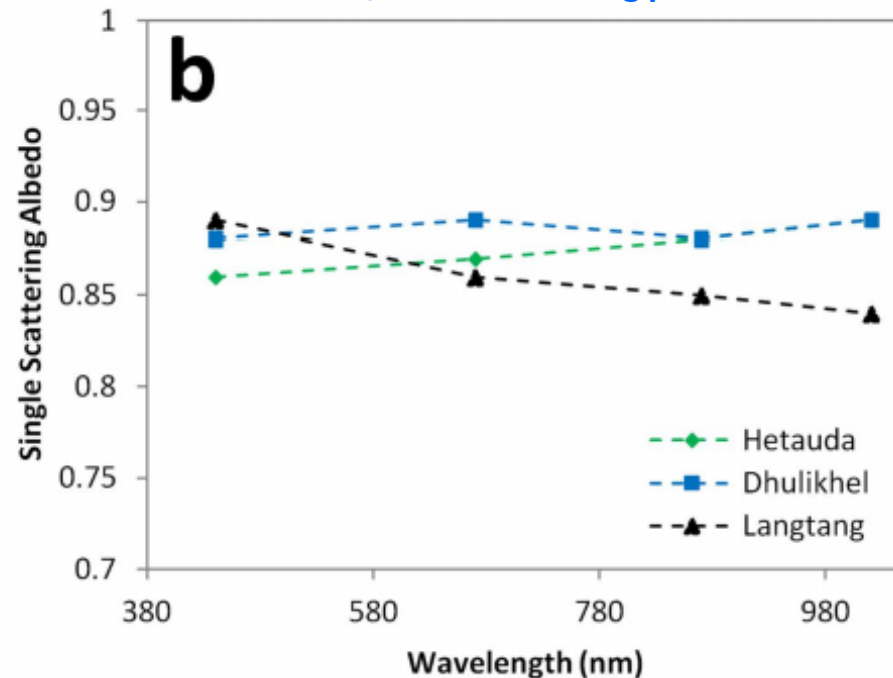 b
Single Scattering Albedo
1
0.95
0.9
0.85
0.8
0.75
0.7
380 580 780 980
Wavelength (nm)
Hetauda
Dhulikhel
Langtang